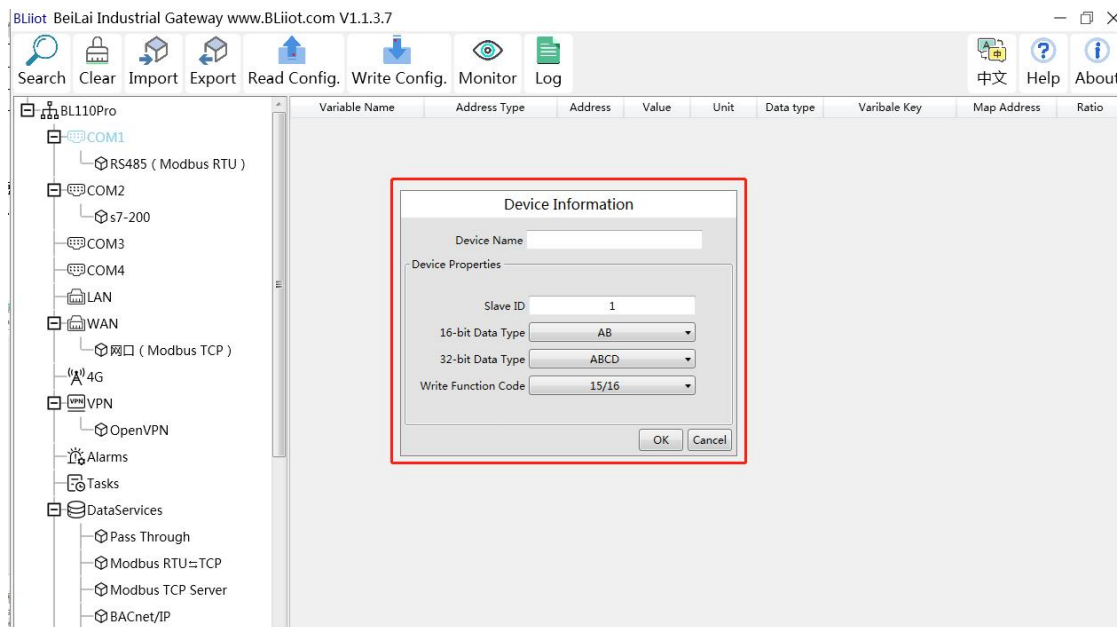 BLiiot BeiLai Industrial Gateway www.BLiiot.com V1.1.3.7
Search Clear Import Export Read Config. Write Config. Monitor Log 中文 Help About
BL110Pro
COM1
RS485 ( Modbus RTU )
COM2
s7-200
COM3
COM4
LAN
WAN
网口 ( Modbus TCP )
4G
VPN
OpenVPN
Alarms
Tasks
DataServices
Pass Through
Modbus RTU⇆TCP
Modbus TCP Server
BACnet/IP
Variable Name Address Type Address Value Unit Data type Varibale Key Map Address Ratio
Device Information
Device Name
Device Properties
Slave ID 1
16-bit Data Type AB
32-bit Data Type ABCD
Write Function Code 15/16
OK Cancel